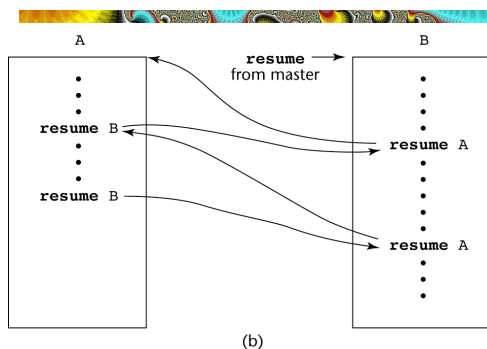 A
B
resume
from master
resume B
resume A
resume B
resume A
(b)